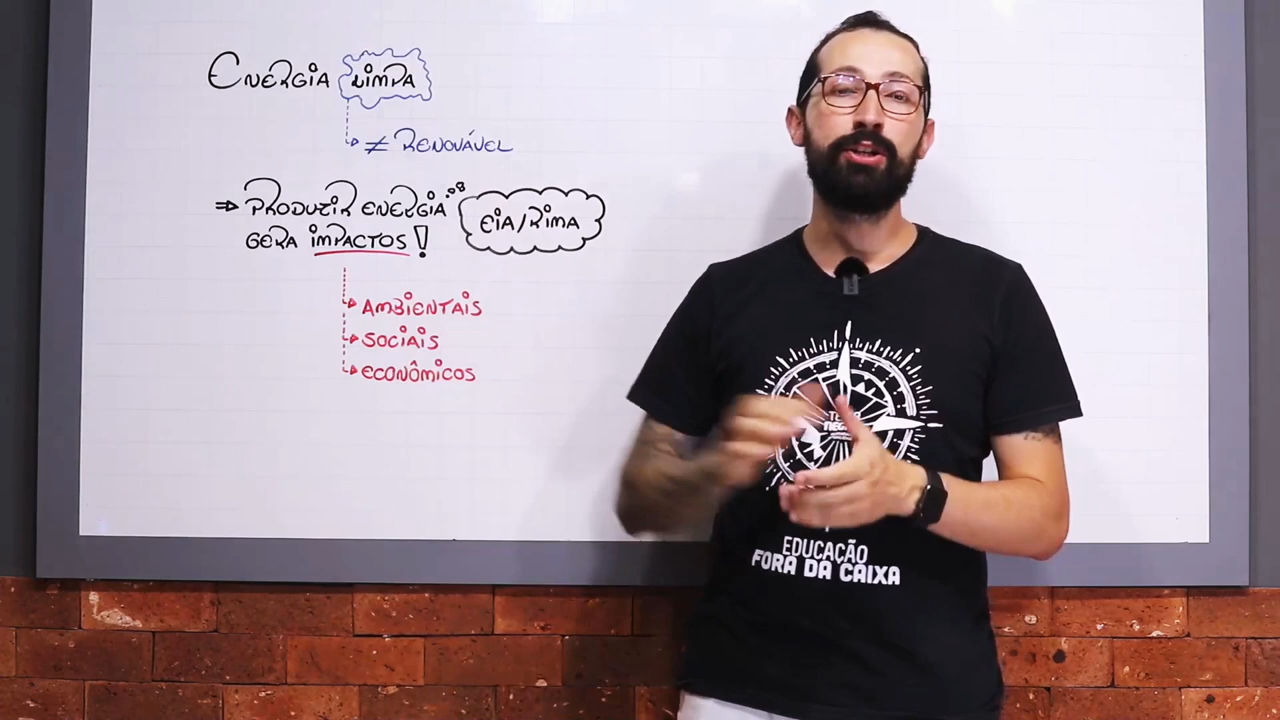 ENERGIA LIMPA
≠ RENOVÁVEL
⇒ PRODUZIR ENERGIA
GERA IMPACTOS!
EIA/RIMA
AMBIENTAIS
SOCIAIS
ECONÔMICOS
EDUCAÇÃO
FORA DA CAIXA